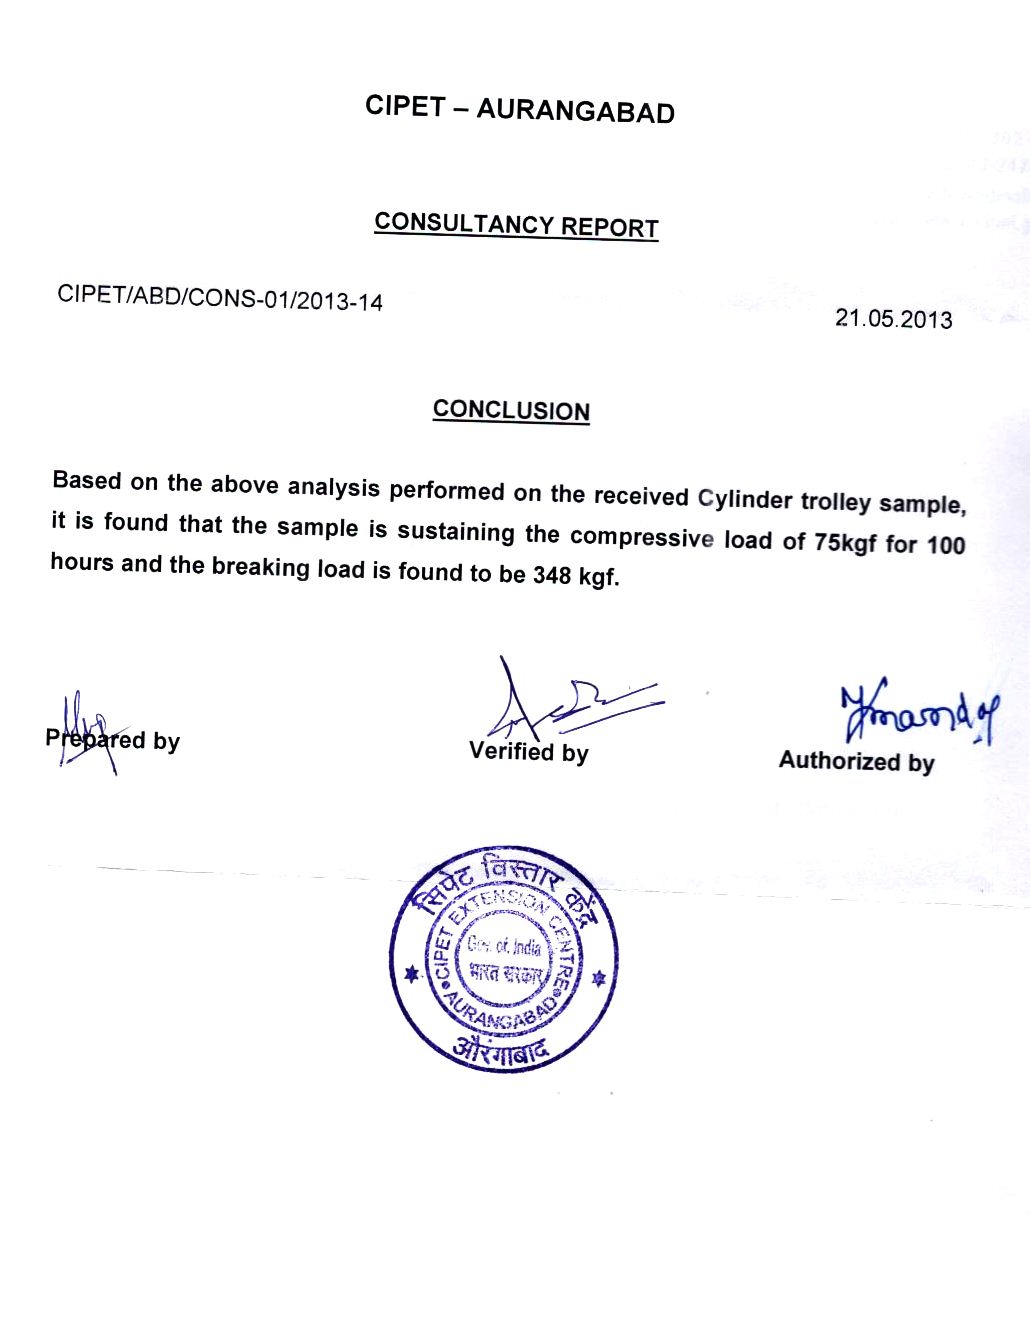 CIPET – AURANGABAD
CONSULTANCY REPORT
CIPET/ABD/CONS-01/2013-14
21.05.2013
CONCLUSION
Based on the above analysis performed on the received Cylinder trolley sample,
it is found that the sample is sustaining the compressive load of 75kgf for 100
hours and the breaking load is found to be 348 kgf.
Prepared by
Verified by
Authorized by
सिपेट विस्तार केंद्र
CIPET EXTENSION CENTRE
Gov. of. India
भारत सरकार
AURANGABAD
औरंगाबाद